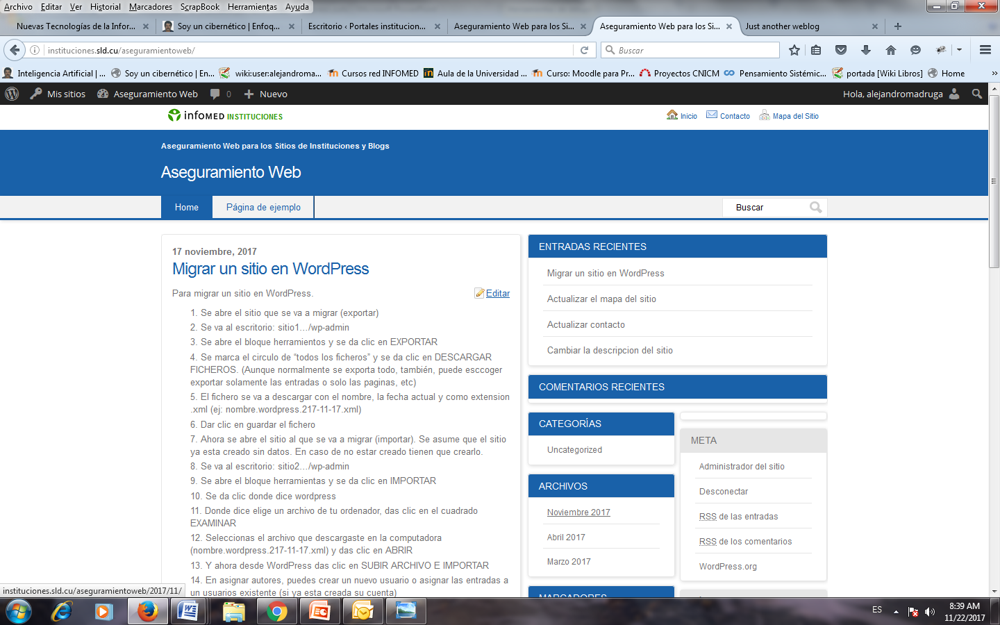 Archivo Editar Ver Historial Marcadores ScrapBook Herramientas Ayuda
Nuevas Tecnologías de la Infor...
Soy un cibernético | Enfoq...
Escritorio ‹ Portales institucion...
Aseguramiento Web para los Si...
Aseguramiento Web para los Si...
Just another weblog
instituciones.sld.cu/aseguramientoweb/
Buscar
Inteligencia Artificial | ...
Soy un cibernético | En...
wiki:user:alejandroma...
Cursos red INFOMED
Aula de la Universidad ...
Curso: Moodle para Pr...
Proyectos CNICM
Pensamiento Sistémic...
portada [Wiki Libros]
Home
»
Mis sitios
Aseguramiento Web
0
Nuevo
Hola, alejandromadruga
infoMED INSTITUCIONES
Inicio
Contacto
Mapa del Sitio
Aseguramiento Web para los Sitios de Instituciones y Blogs
Aseguramiento Web
Home
Página de ejemplo
Buscar
17 noviembre, 2017
Migrar un sitio en WordPress
Para migrar un sitio en WordPress.
Editar
1. Se abre el sitio que se va a migrar (exportar)
2. Se va al escritorio: sitio1.../wp-admin
3. Se abre el bloque herramientos y se da clic en EXPORTAR
4. Se marca el circulo de “todos los ficheros” y se da clic en DESCARGAR
FICHEROS. (Aunque normalmente se exporta todo, también, puede esccoger
exportar solamente las entradas o solo las paginas, etc)
5. El fichero se va a descargar con el nombre, la fecha actual y como extension
.xml (ej: nombre.wordpress.217-11-17.xml)
6. Dar clic en guardar el fichero
7. Ahora se abre el sitio al que se va a migrar (importar). Se asume que el sitio
ya esta creado sin datos. En caso de no estar creado tienen que crearlo.
8. Se va al escritorio: sitio2.../wp-admin
9. Se abre el bloque herramientas y se da clic en IMPORTAR
10. Se da clic donde dice wordpress
11. Donde dice elige un archivo de tu ordenador, das clic en el cuadrado
EXAMINAR
12. Seleccionas el archivo que descargaste en la computadora
(nombre.wordpress.217-11-17.xml) y das clic en ABRIR
13. Y ahora desde WordPress das clic en SUBIR ARCHIVO E IMPORTAR
14. En asignar autores, puedes crear un nuevo usuario o asignar las entradas a
un usuarios existente (si ya esta creada su cuenta)
ENTRADAS RECIENTES
Migrar un sitio en WordPress
Actualizar el mapa del sitio
Actualizar contacto
Cambiar la descripcion del sitio
COMENTARIOS RECIENTES
CATEGORÍAS
Uncategorized
ARCHIVOS
Noviembre 2017
Abril 2017
Marzo 2017
MARCADORES
META
Administrador del sitio
Desconectar
RSS de las entradas
RSS de los comentarios
WordPress.org
instituciones.sld.cu/aseguramientoweb/2017/11/
ES
8:39 AM
11/22/2017